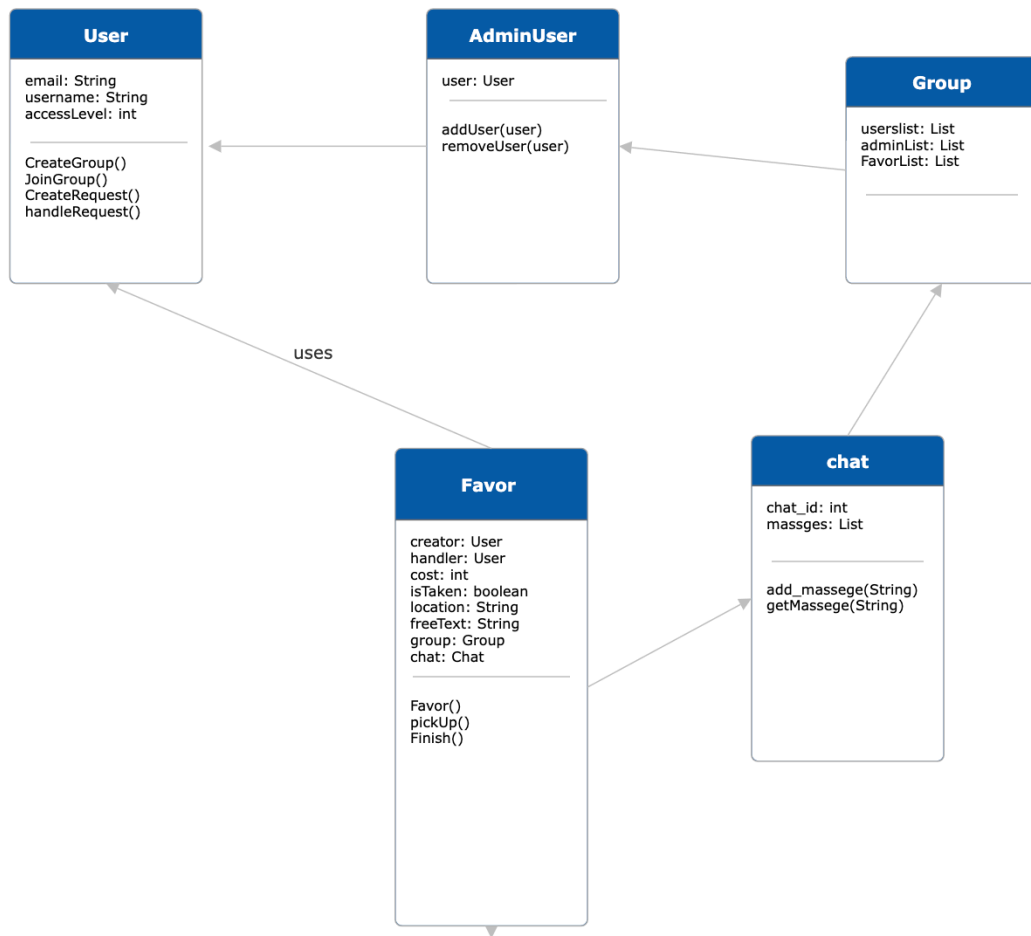 User
email: String
username: String
accessLevel: int
CreateGroup()
JoinGroup()
CreateRequest()
handleRequest()
AdminUser
user: User
addUser(user)
removeUser(user)
Group
userslist: List
adminList: List
FavorList: List
uses
Favor
creator: User
handler: User
cost: int
isTaken: boolean
location: String
freeText: String
group: Group
chat: Chat
Favor()
pickUp()
Finish()
chat
chat_id: int
massges: List
add_massege(String)
getMassege(String)